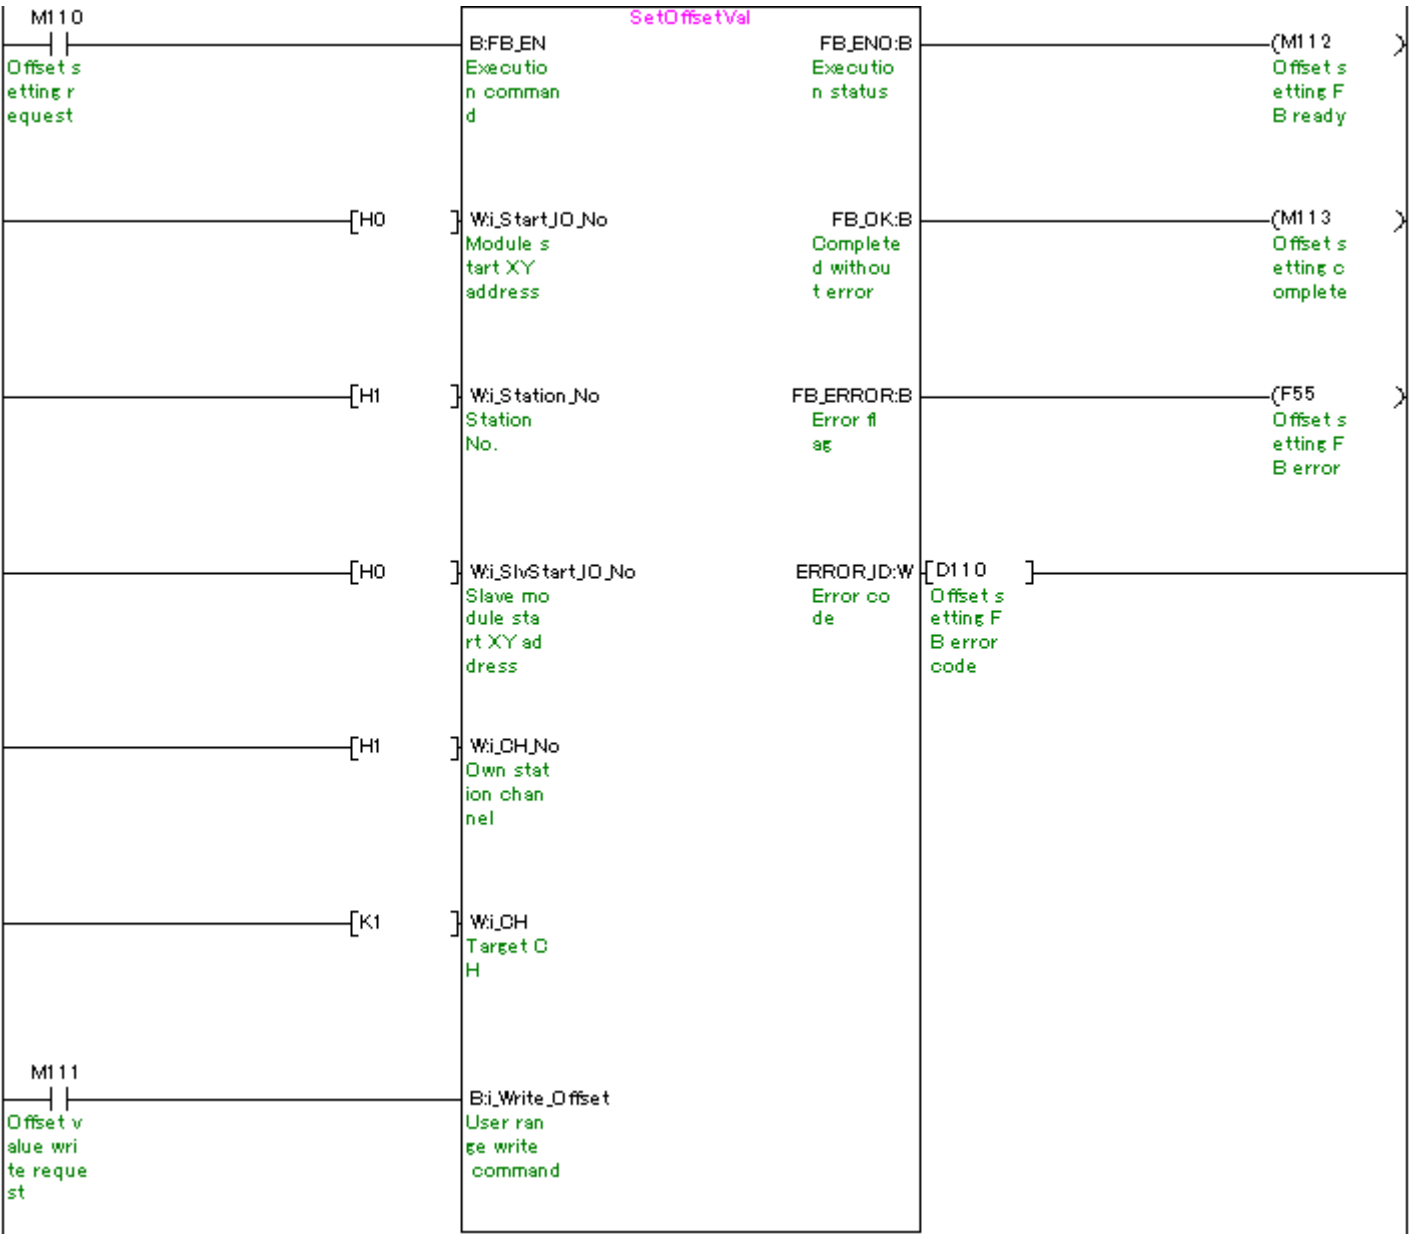 M110
Offset s
etting r
equest
SetOffsetVal
B:FB_EN
Executio
n comman
d
FB_ENO:B
Executio
n status
(M112 )
Offset s
etting F
B ready
[H0 ]
W:i_Start_IO_No
Module s
tart XY
address
FB_OK:B
Complete
d withou
t error
(M113 )
Offset s
etting c
omplete
[H1 ]
W:i_Station_No
Station
No.
FB_ERROR:B
Error fl
ag
(F55 )
Offset s
etting F
B error
[H0 ]
W:i_SlvStart_IO_No
Slave mo
dule sta
rt XY ad
dress
ERROR_ID:W
Error co
de
[D110 ]
Offset s
etting F
B error
code
[H1 ]
W:i_CH_No
Own stat
ion chan
nel
[K1 ]
W:i_CH
Target C
H
M111
Offset v
alue wri
te reque
st
B:i_Write_Offset
User ran
ge write
command